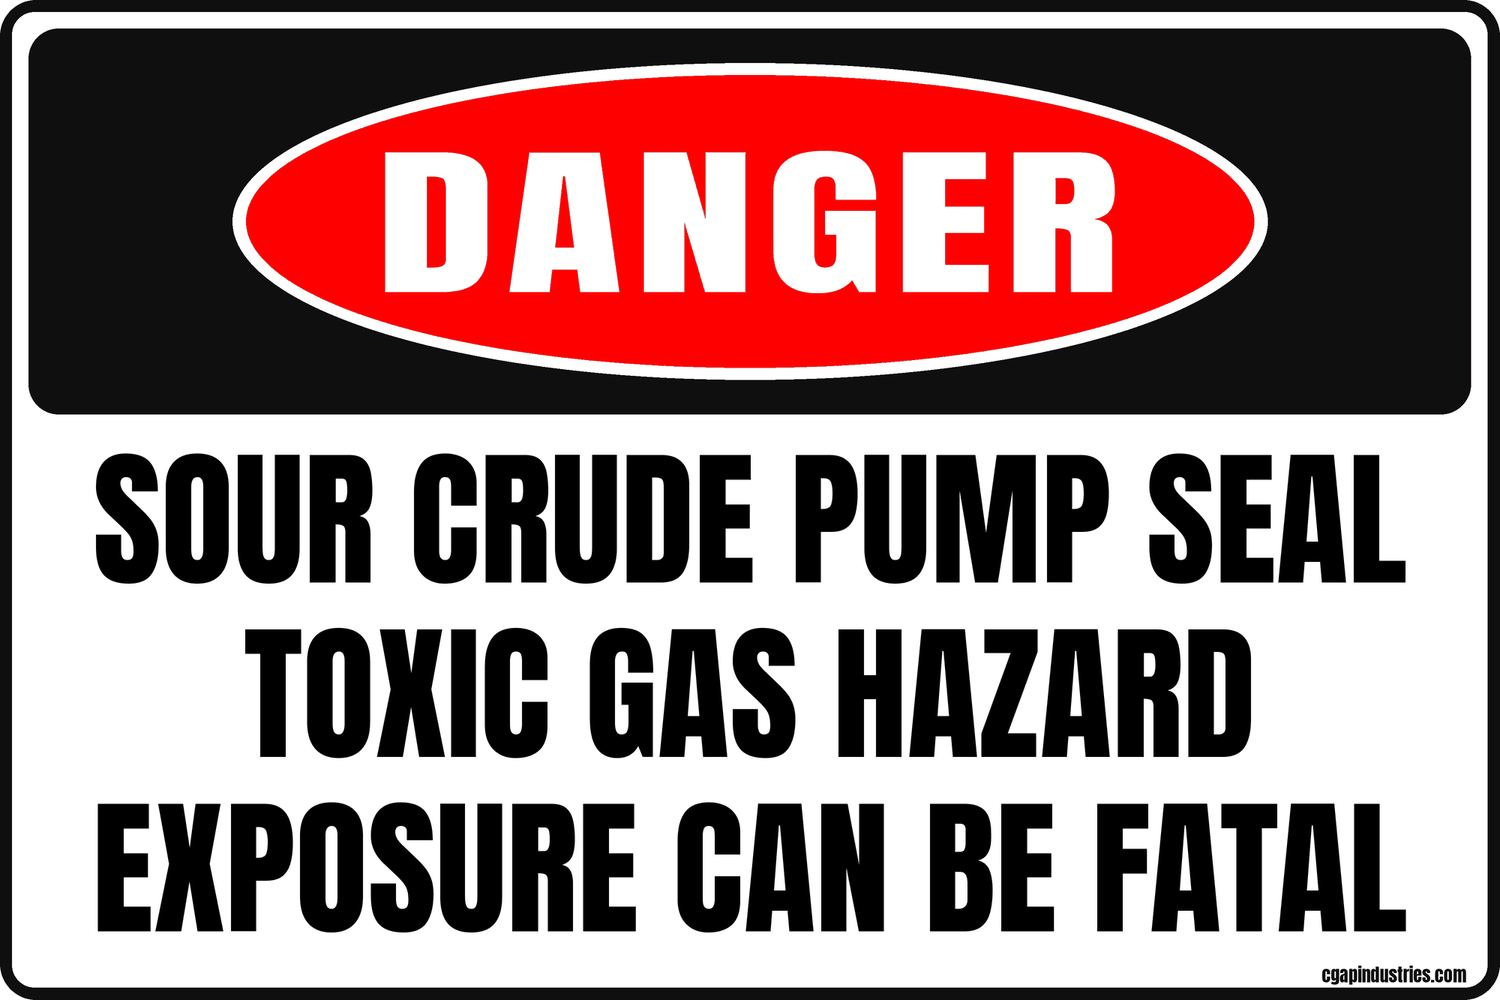 DANGER
SOUR CRUDE PUMP SEAL
TOXIC GAS HAZARD
EXPOSURE CAN BE FATAL
cgapindustries.com